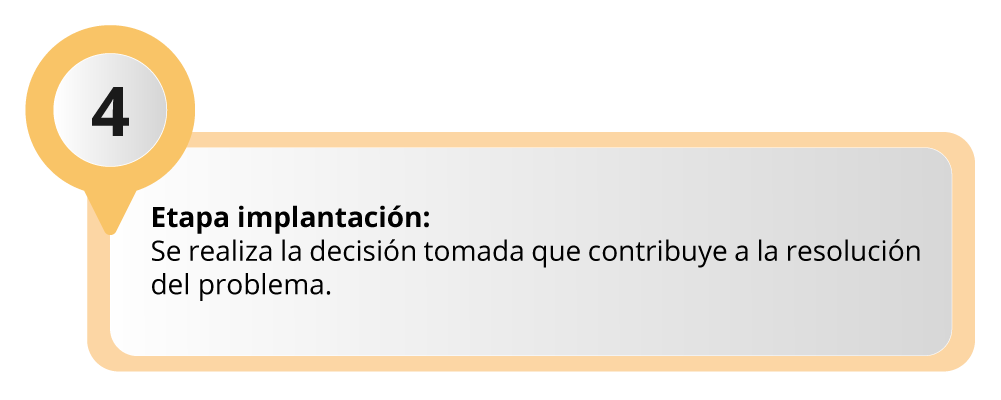 4
Etapa implantación:
Se realiza la decisión tomada que contribuye a la resolución
del problema.